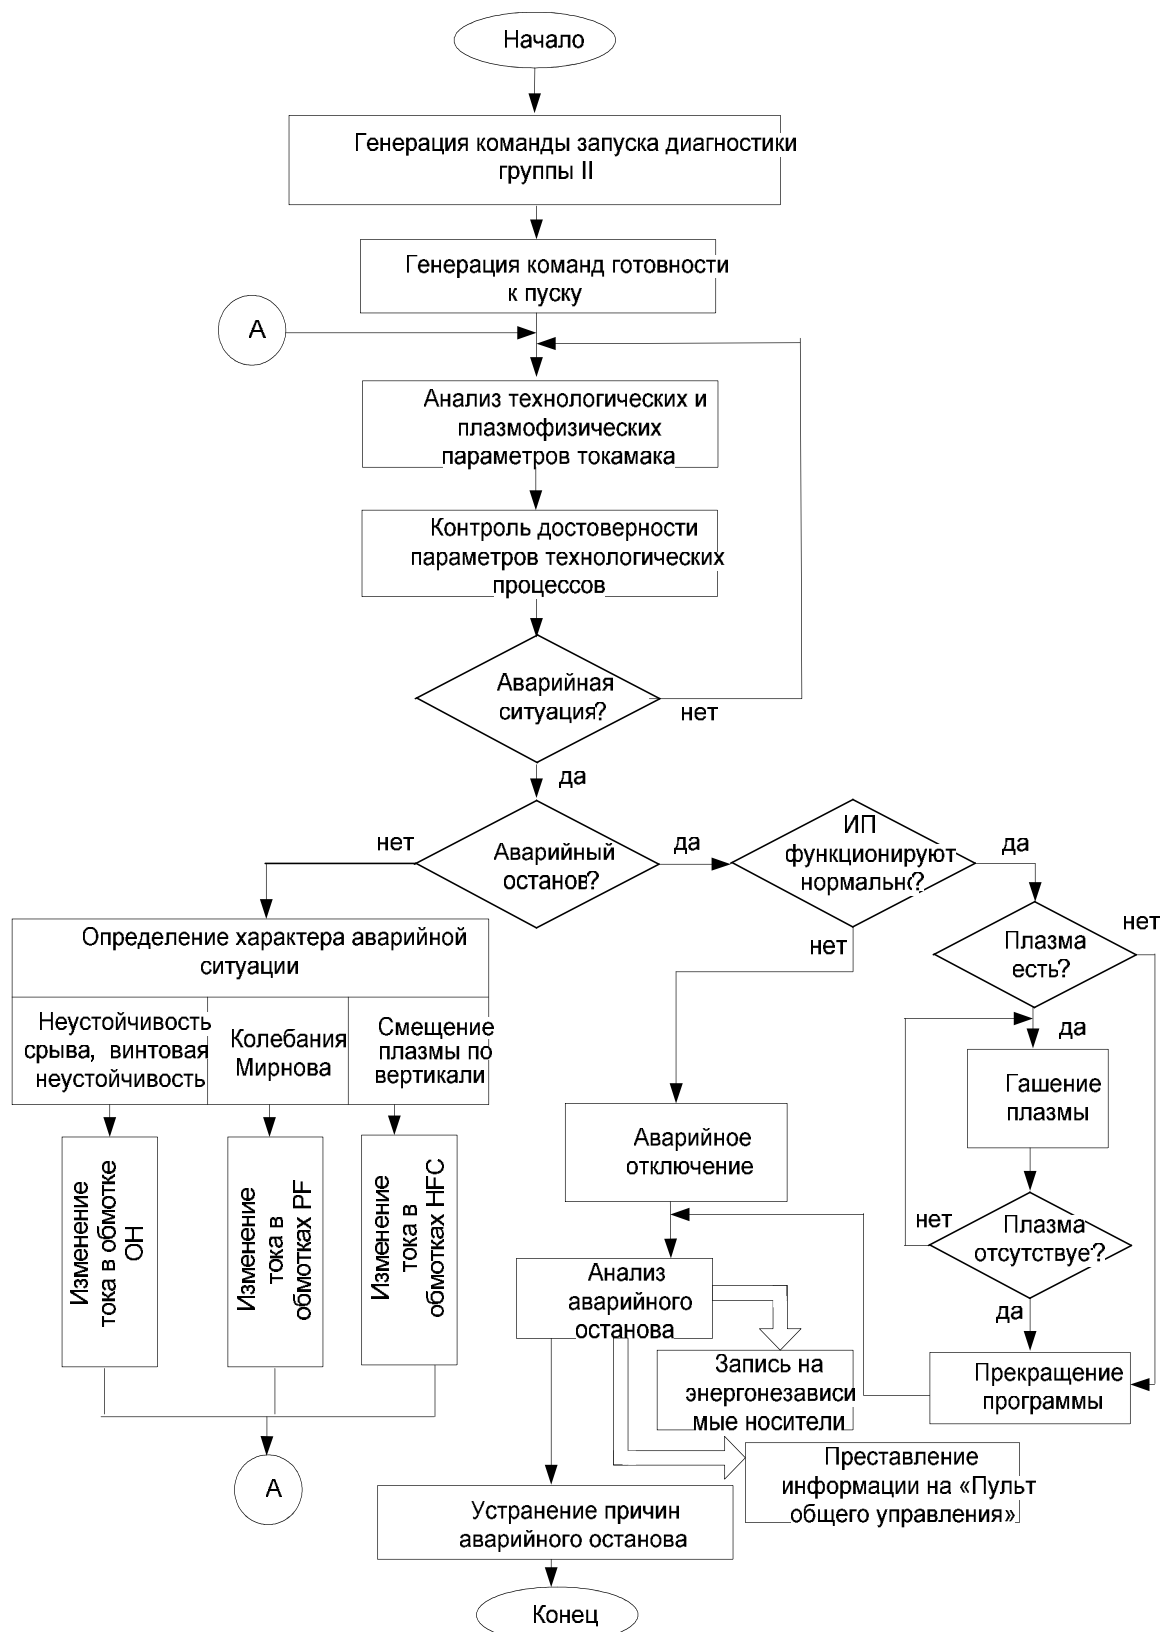 Начало
Генерация команды запуска диагностики
группы II
Генерация команд готовности
к пуску
А
Анализ технологических и
плазмофизических
параметров токамака
Контроль достоверности
параметров технологических
процессов
Аварийная
ситуация?
нет
да
Аварийный
останов?
нет
да
ИП
функционируют
нормально?
да
нет
Плазма
есть?
нет
да
Определение характера аварийной
ситуации
Неустойчивость
срыва, винтовая
неустойчивость
Колебания
Мирнова
Смещение
плазмы по
вертикали
Гашение
плазмы
Аварийное
отключение
Изменение
тока в обмотке
OH
Изменение
тока в
обмотках PF
Изменение
тока в
обмотках HFC
нет
Плазма
отсутствуе?
да
Анализ
аварийного
останова
Запись на
энергонезависи
мые носители
Прекращение
программы
Преставление
информации на «Пульт
общего управления»
А
Устранение причин
аварийного останова
Конец